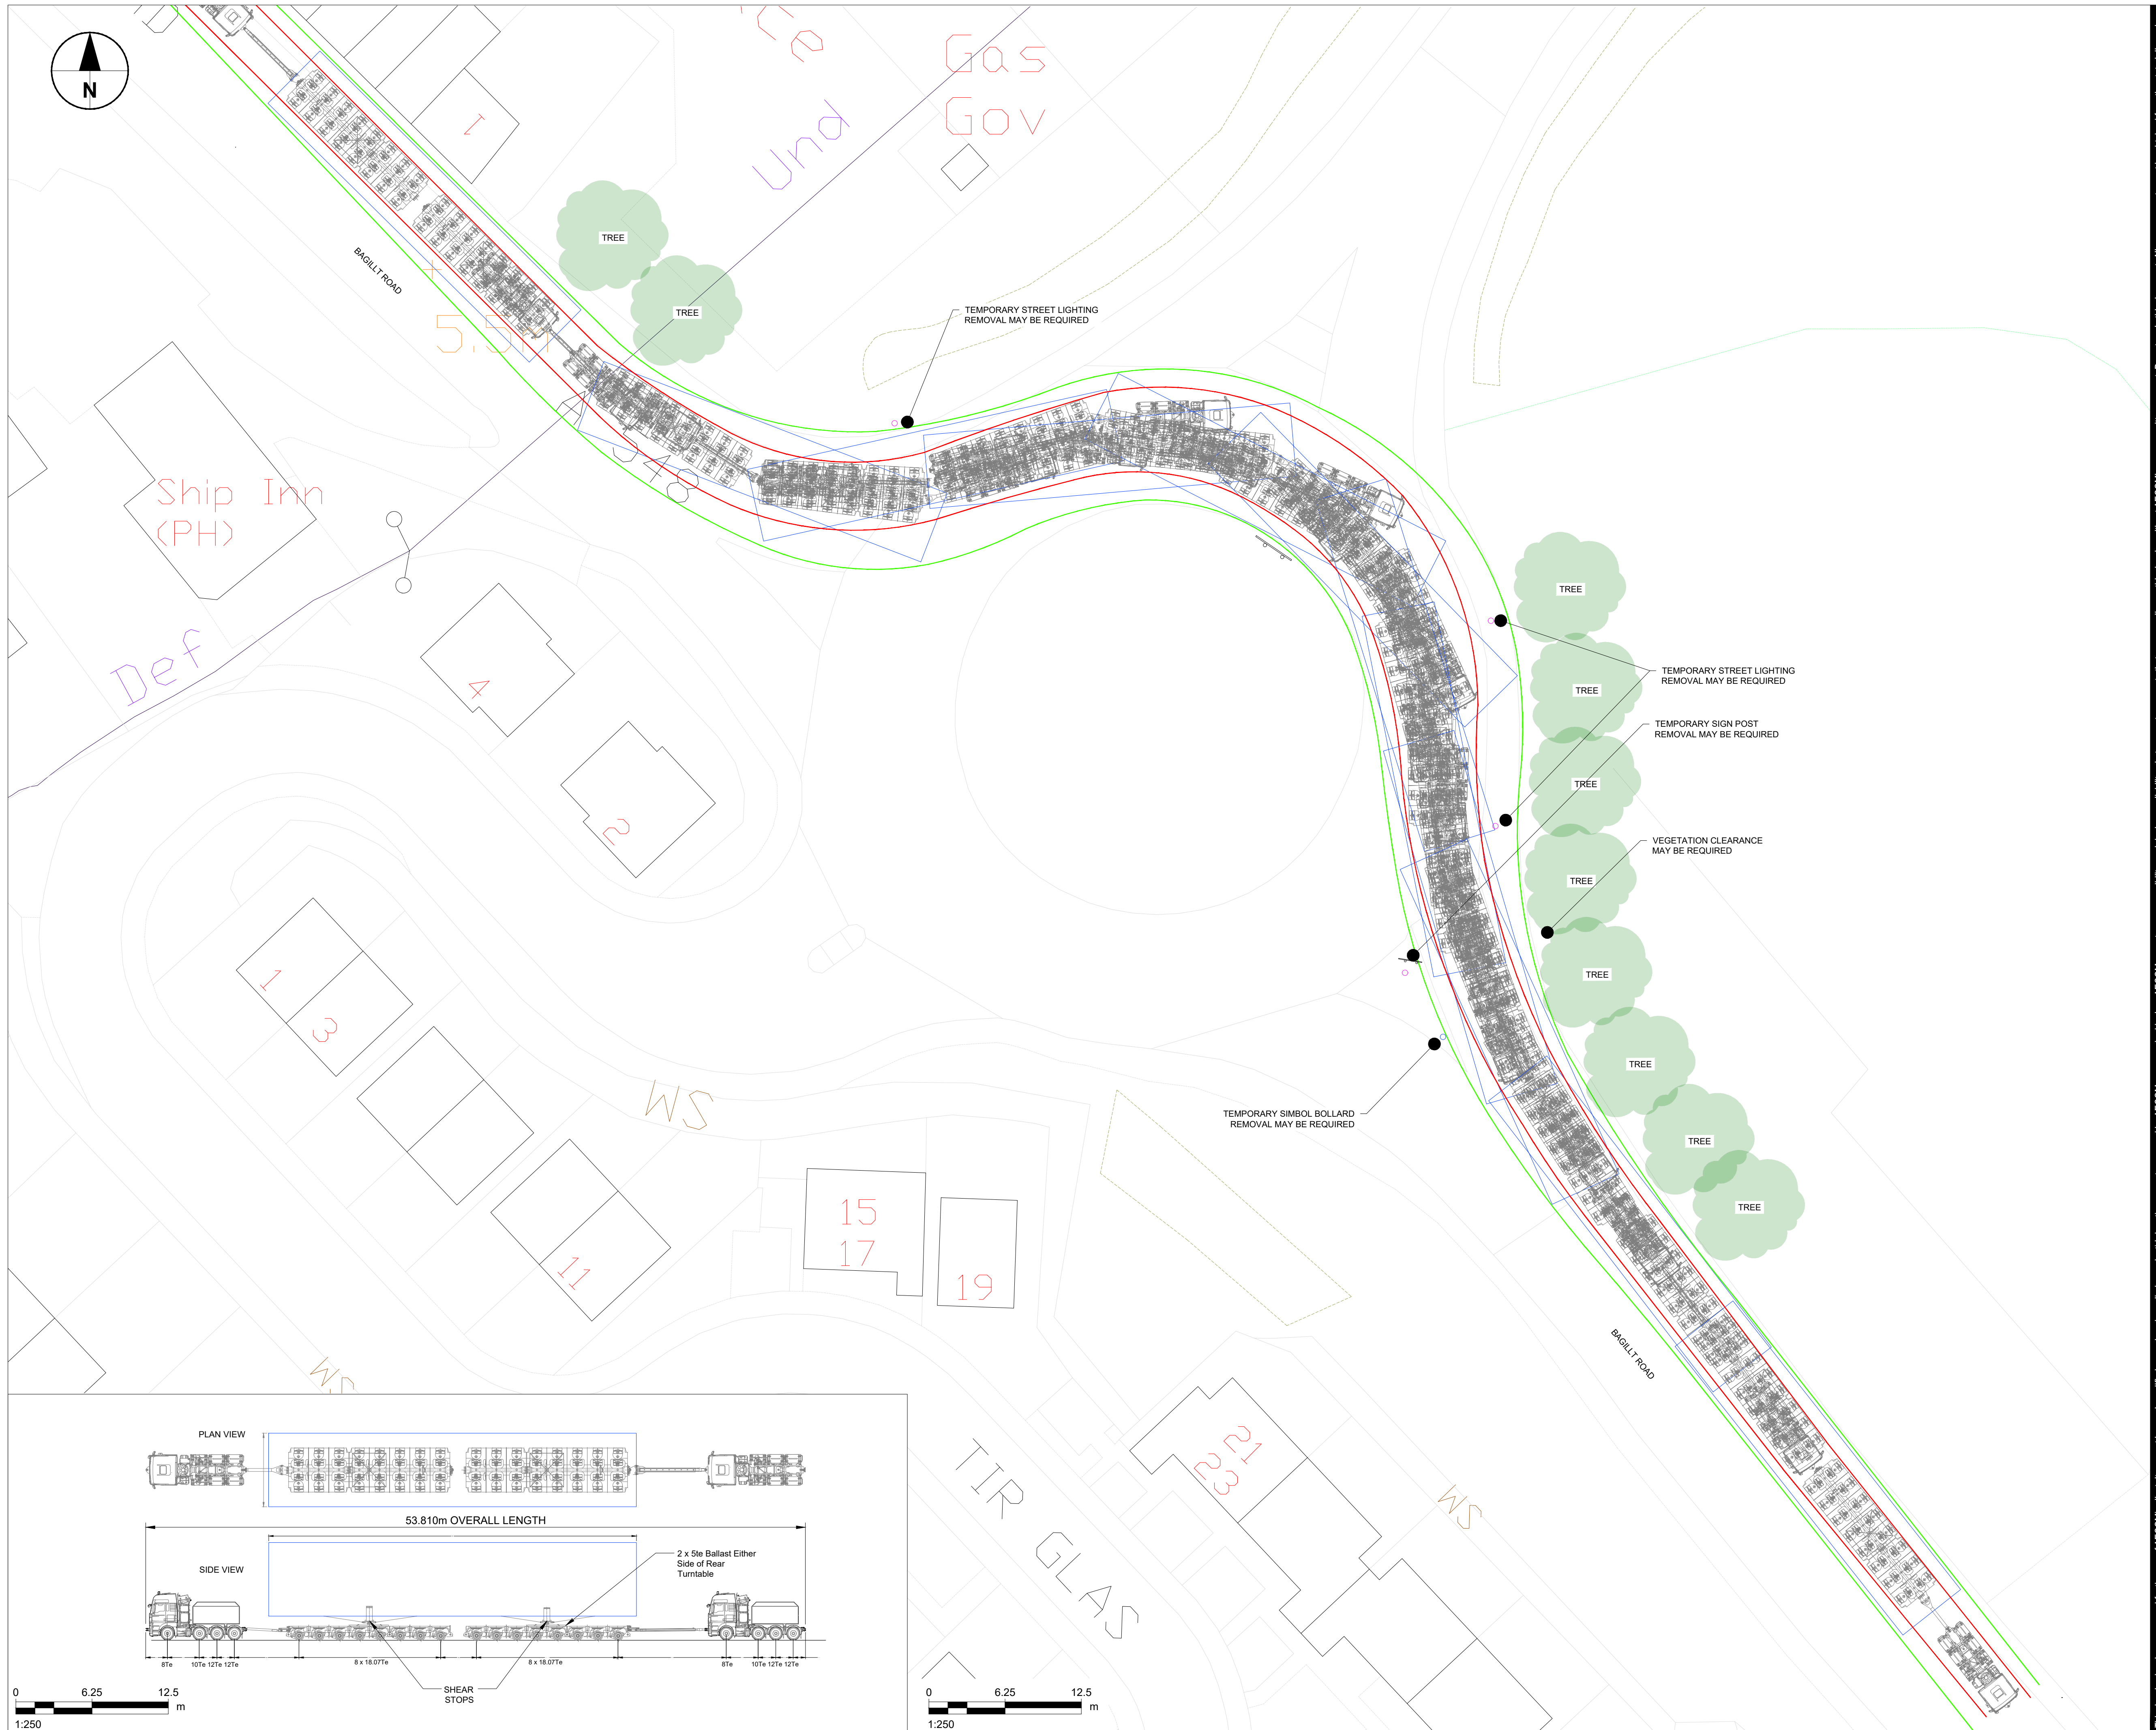 N
1
Und
Gas
Gov
TREE
TREE
BAGILLT ROAD
5.5m
TEMPORARY STREET LIGHTING
REMOVAL MAY BE REQUIRED
A 548
Ship Inn
(PH)
Def
4
2
TREE
TREE
TREE
TREE
TREE
TREE
TREE
TREE
TEMPORARY STREET LIGHTING
REMOVAL MAY BE REQUIRED
TEMPORARY SIGN POST
REMOVAL MAY BE REQUIRED
VEGETATION CLEARANCE
MAY BE REQUIRED
TEMPORARY SIMBOL BOLLARD
REMOVAL MAY BE REQUIRED
1
3
11
WS
15
17
19
WS
21
23
TIR GLAS
WS
BAGILLT ROAD
PLAN VIEW
53.810m OVERALL LENGTH
SIDE VIEW
2 x 5te Ballast Either
Side of Rear
Turntable
8Te 10Te 12Te 12Te 8 x 18.07Te 8 x 18.07Te 8Te 10Te 12Te 12Te
SHEAR
STOPS
0 6.25 12.5
m
1:250
0 6.25 12.5
m
1:250